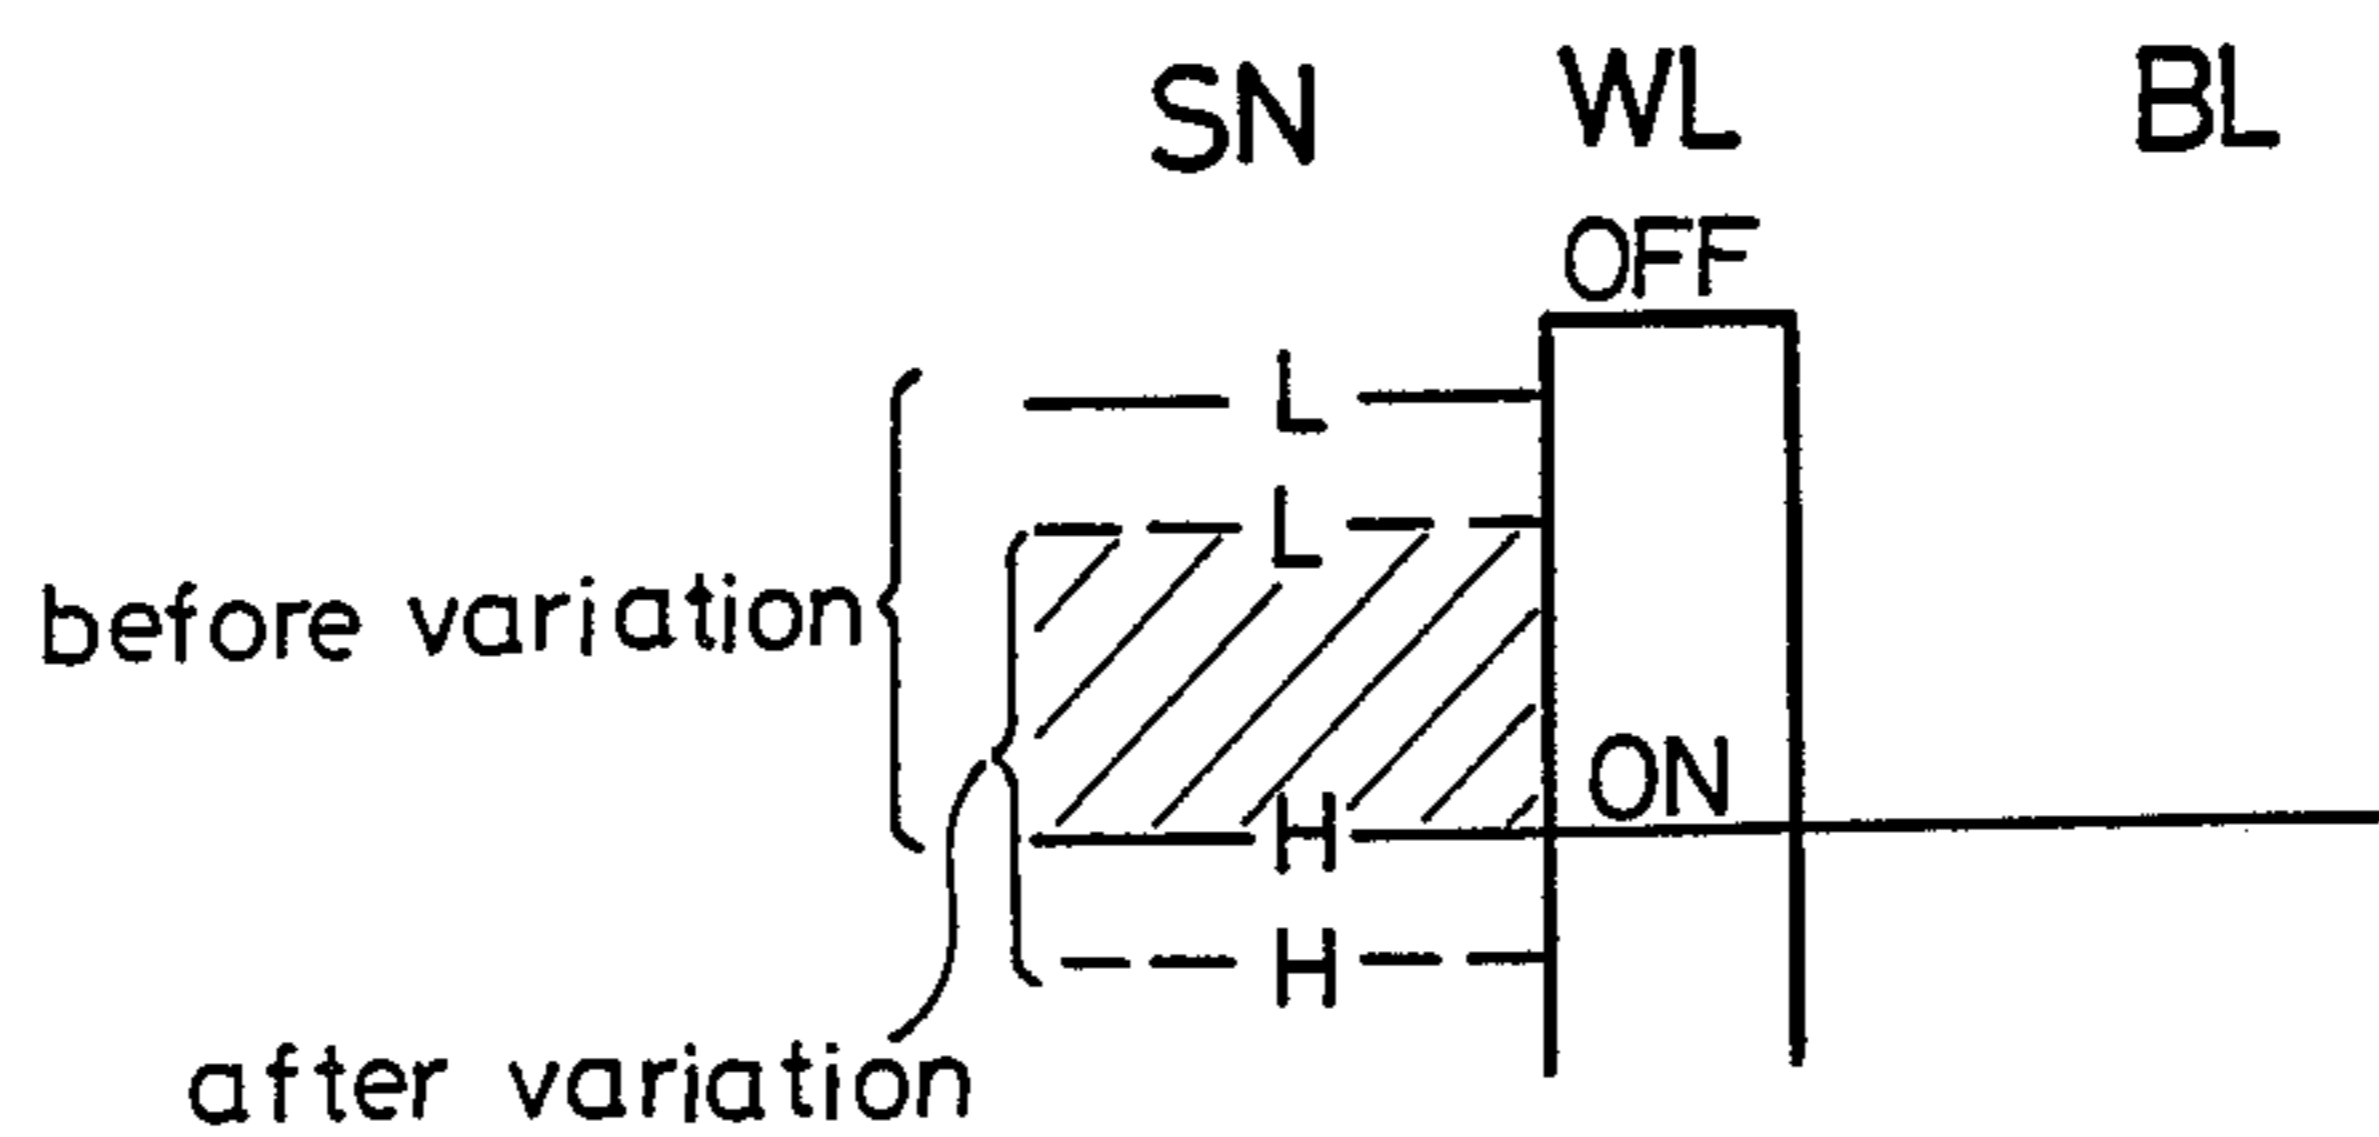 SN WL BL
OFF
L
L
before variation
ON
H
H
after variation